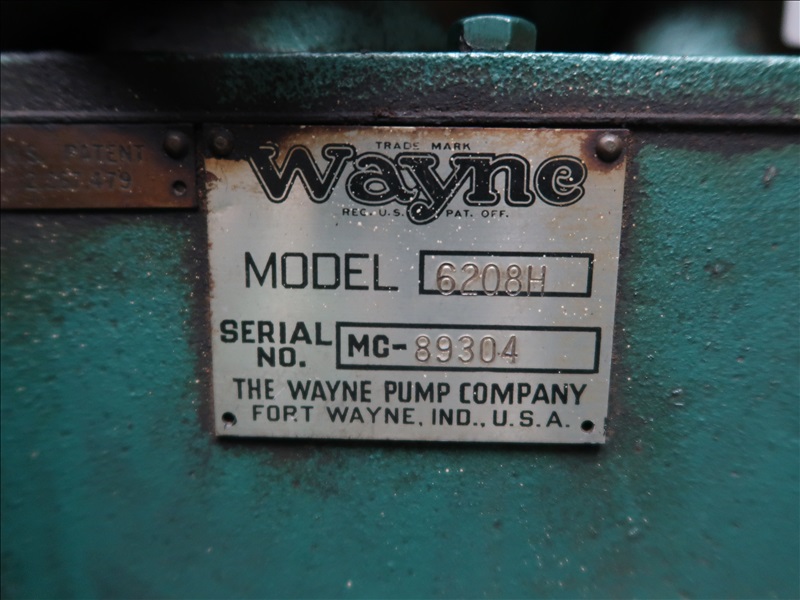 PATENT
TRADE MARK
Wayne
REG. U.S. PAT. OFF.
MODEL 6208H
SERIAL NO. MC-89304
THE WAYNE PUMP COMPANY
FORT WAYNE, IND., U.S.A.